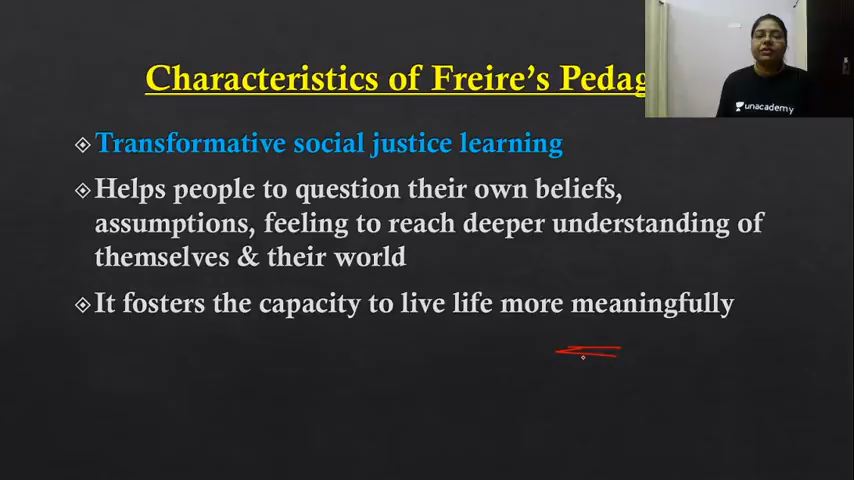 Characteristics of Freire's Pedag
Transformative social justice learning
Helps people to question their own beliefs,
assumptions, feeling to reach deeper understanding of
themselves & their world
It fosters the capacity to live life more meaningfully
unacademy